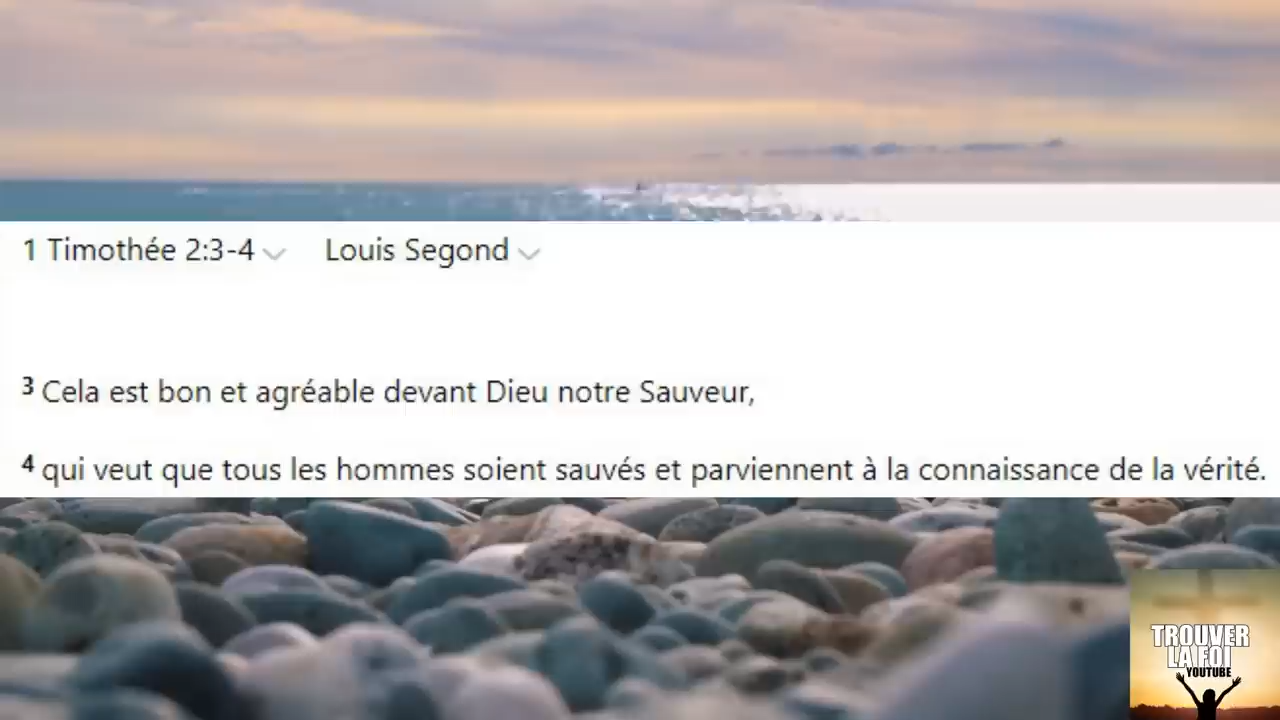 1 Timothée 2:3-4 Louis Segond
3 Cela est bon et agréable devant Dieu notre Sauveur,
4 qui veut que tous les hommes soient sauvés et parviennent à la connaissance de la vérité.
TROUVER
LA FOI
YOUTUBE